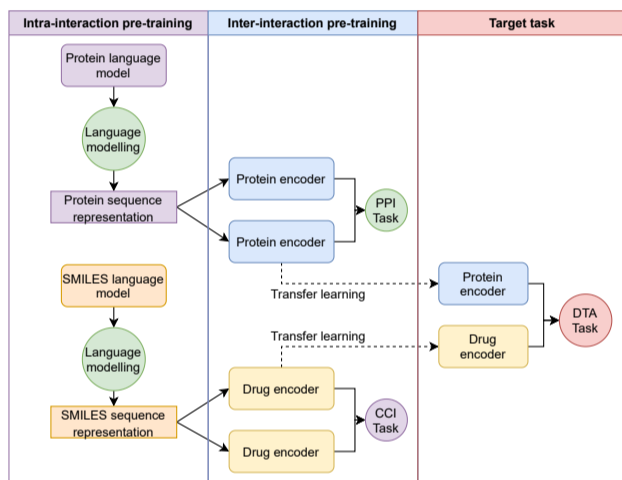 Intra-interaction pre-training
Inter-interaction pre-training
Target task
Protein language
model
Language
modelling
Protein sequence
representation
Protein encoder
Protein encoder
PPI
Task
Transfer learning
SMILES language
model
Language
modelling
SMILES sequence
representation
Transfer learning
Drug encoder
Drug encoder
CCI
Task
Protein
encoder
Drug
encoder
DTA
Task